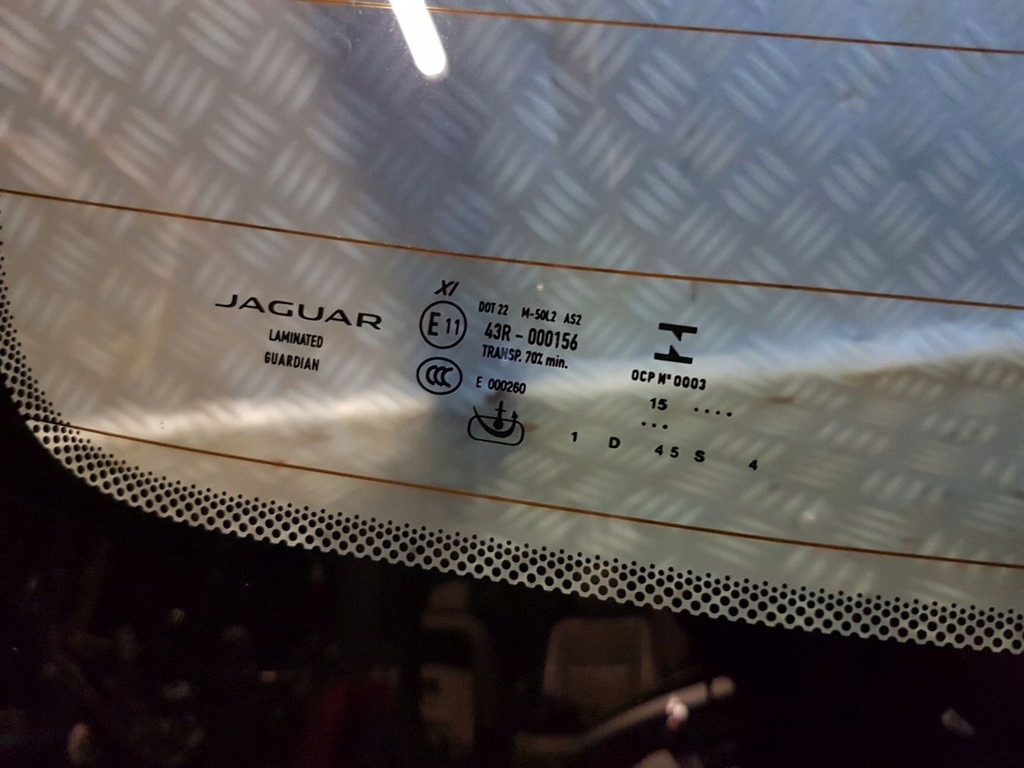 JAGUAR
LAMINATED
GUARDIAN
XI
E 11
CCC
DOT 22 M-50L2 AS2
43R - 000156
TRANSP. 70% min.
E 000260
OCP Nº 0003
15 ....
...
1 D 45 S 4